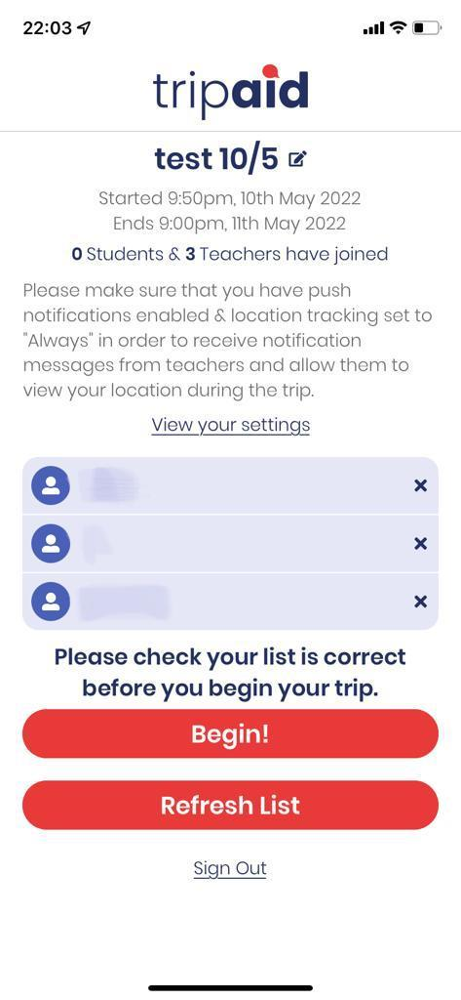 22:03
tripaid
test 10/5
Started 9:50pm, 10th May 2022
Ends 9:00pm, 11th May 2022
0 Students & 3 Teachers have joined
Please make sure that you have push
notifications enabled & location tracking set to
"Always" in order to receive notification
messages from teachers and allow them to
view your location during the trip.
View your settings
Please check your list is correct
before you begin your trip.
Begin!
Refresh List
Sign Out